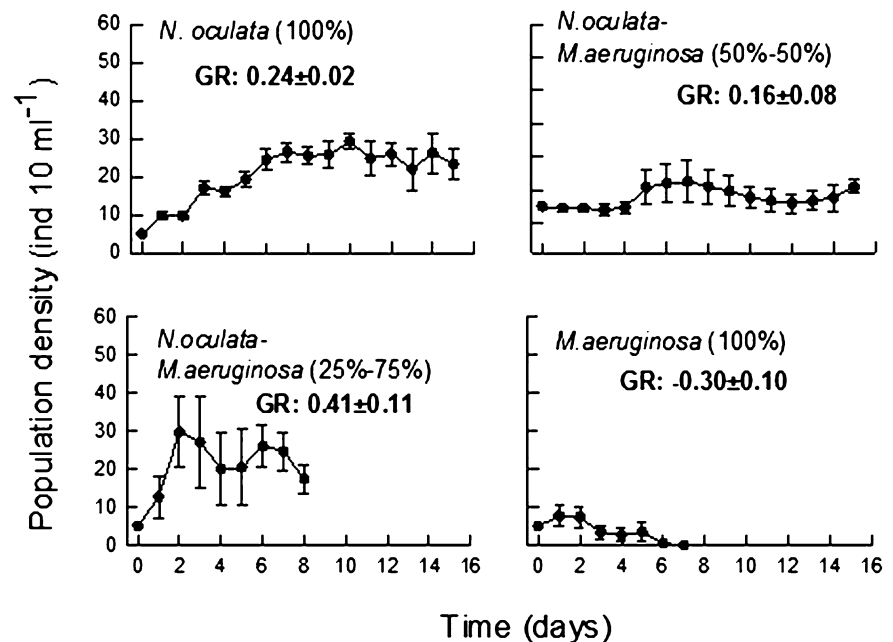 Population density (ind 10 ml⁻¹)
60
50
40
30
20
10
0
N. oculata (100%)
GR: 0.24±0.02
N.oculata-
M.aeruginosa (50%-50%)
GR: 0.16±0.08
60
50
40
30
20
10
0
N.oculata-
M.aeruginosa (25%-75%)
GR: 0.41±0.11
M.aeruginosa (100%)
GR: -0.30±0.10
0 2 4 6 8 10 12 14 16
0 2 4 6 8 10 12 14 16
Time (days)